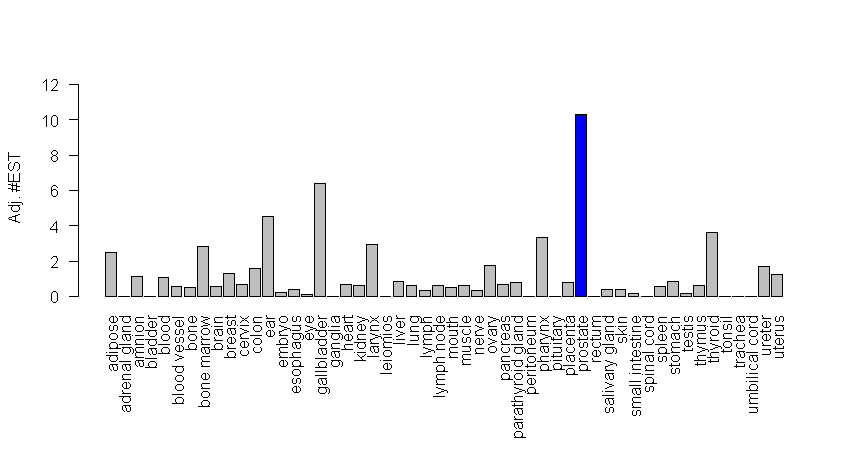 12
10
8
6
4
2
0
Adj. #EST
adipose
adrenal gland
amnion
bladder
blood
blood vessel
bone
bone marrow
brain
breast
cervix
colon
ear
embryo
esophagus
eye
gallbladder
ganglia
heart
kidney
larynx
leiomios
liver
lung
lymph
lymph node
mouth
muscle
nerve
ovary
pancreas
parathyroid gland
peritoneum
pharynx
pituitary
placenta
prostate
rectum
salivary gland
skin
small intestine
spinal cord
spleen
stomach
testis
thymus
thyroid
tonsil
trachea
umbilical cord
ureter
uterus